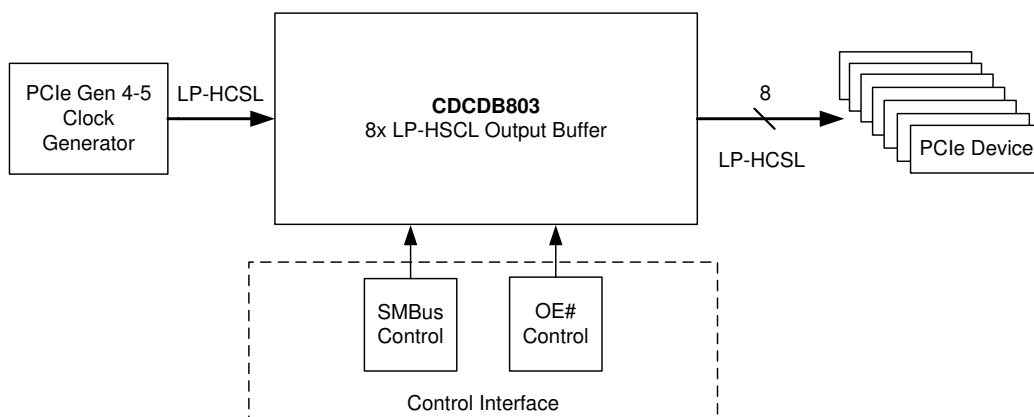 PCIe Gen 4-5
Clock
Generator
LP-HCSL
CDCDB803
8x LP-HSCL Output Buffer
8
LP-HCSL
PCIe Device
SMBus
Control
OE#
Control
Control Interface